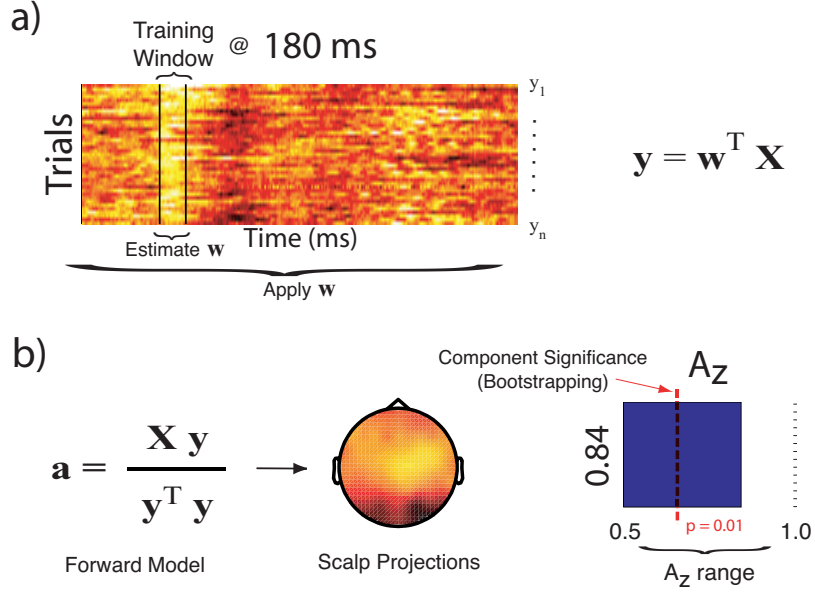 a)
Training
Window @ 180 ms
Trials
y1
yn
y = wT X
Estimate w
Time (ms)
Apply w
b)
Component Significance
(Bootstrapping)
AZ
a = X y
yT y
0.84
p = 0.01
0.5
1.0
Forward Model
Scalp Projections
AZ range